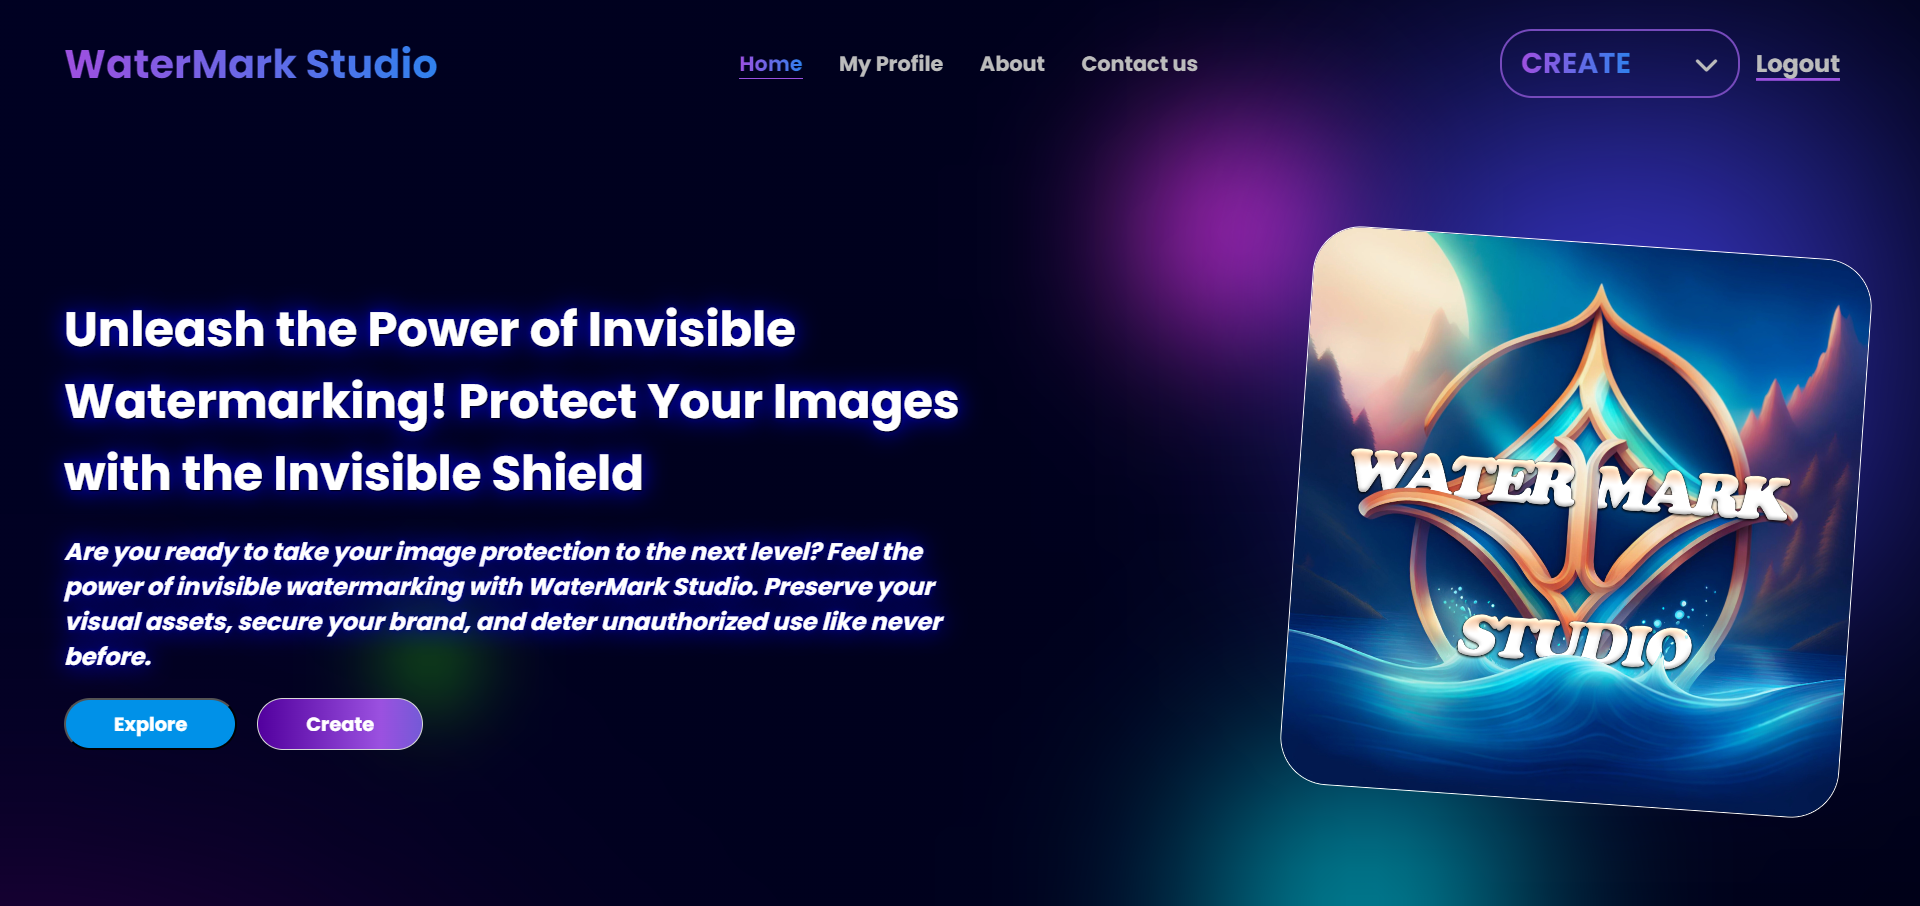 WaterMark Studio
Home
My Profile
About
Contact us
CREATE
Logout
Unleash the Power of Invisible
Watermarking! Protect Your Images
with the Invisible Shield
Are you ready to take your image protection to the next level? Feel the
power of invisible watermarking with WaterMark Studio. Preserve your
visual assets, secure your brand, and deter unauthorized use like never
before.
Explore
Create
WATER MARK
STUDIO